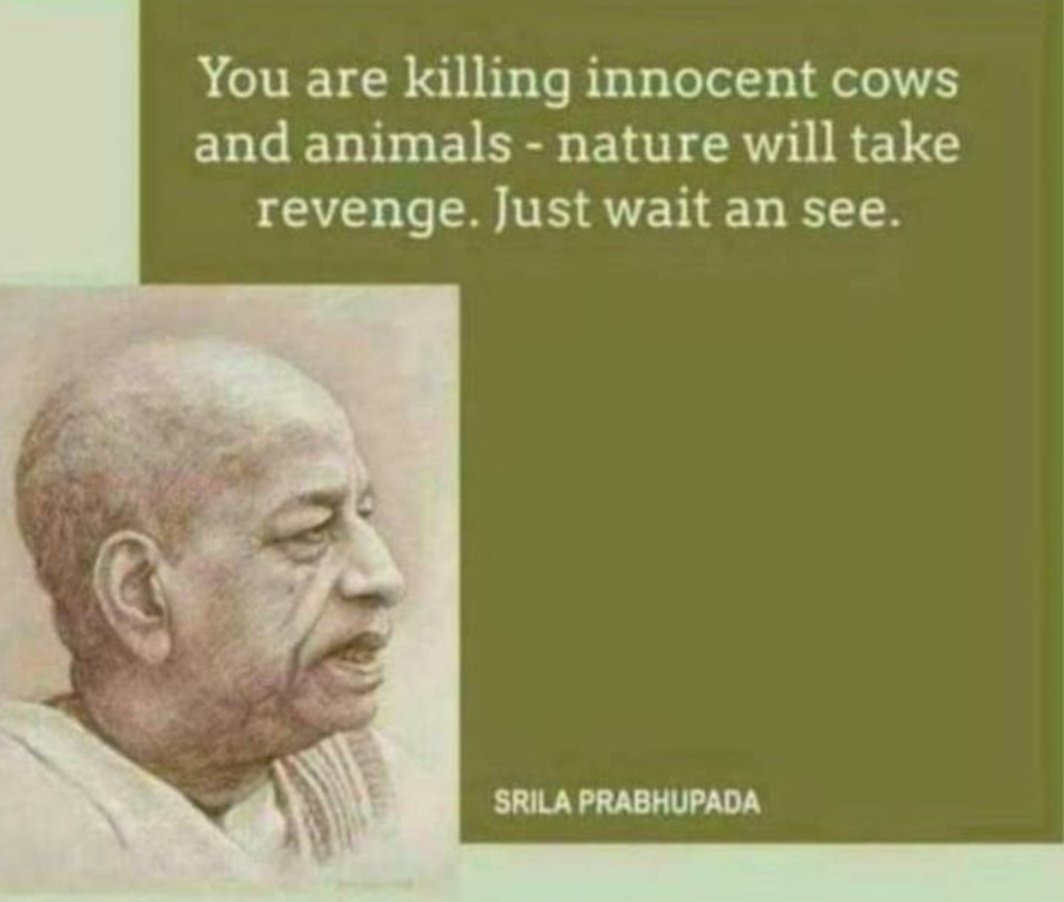 You are killing innocent cows
and animals - nature will take
revenge. Just wait an see.
SRILA PRABHUPADA